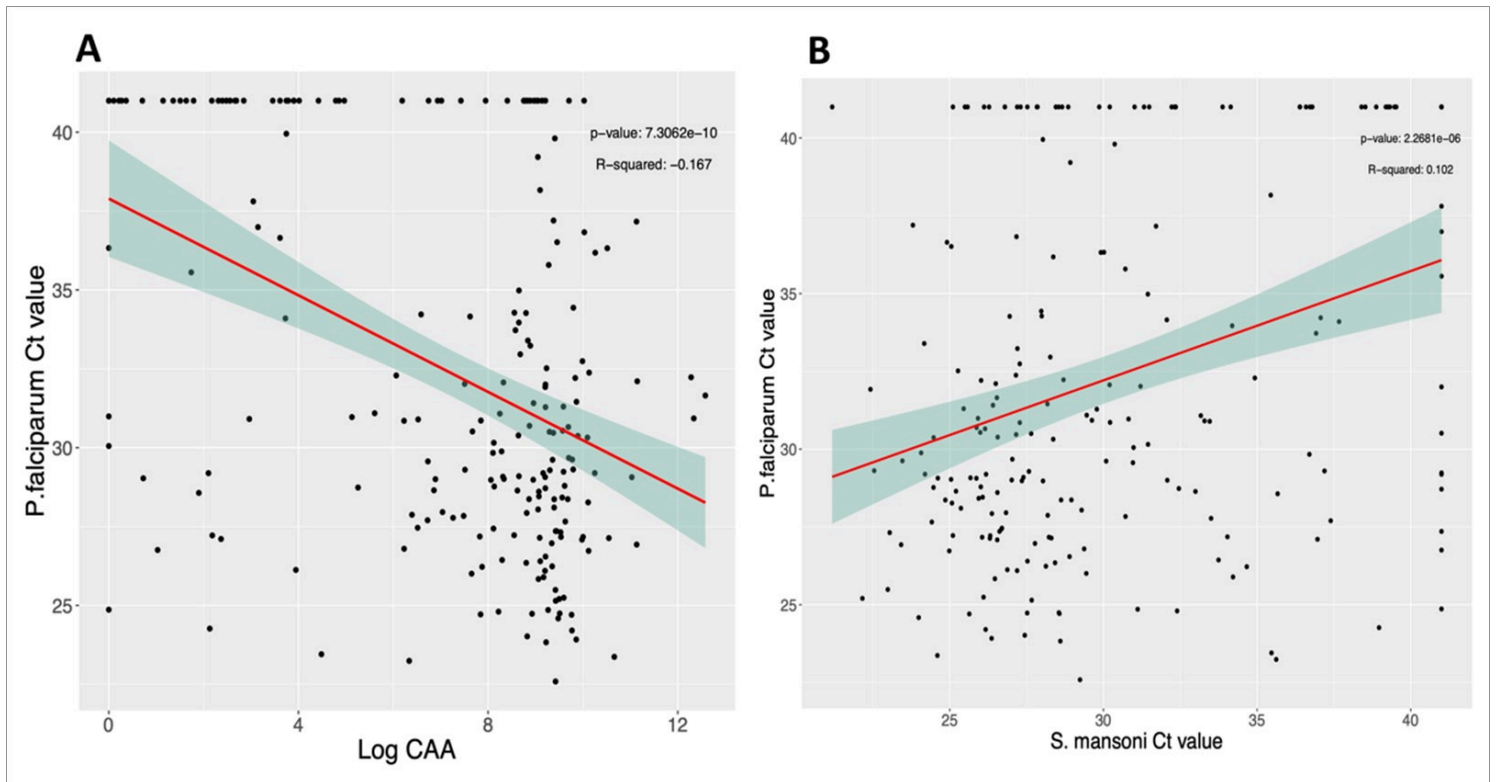 A
p-value: 7.3062e-10
R-squared: −0.167
P.falciparum Ct value
40
35
30
25
0 4 8 12
Log CAA
B
p-value: 2.2681e-06
R-squared: 0.102
P.falciparum Ct value
40
35
30
25
25 30 35 40
S. mansoni Ct value